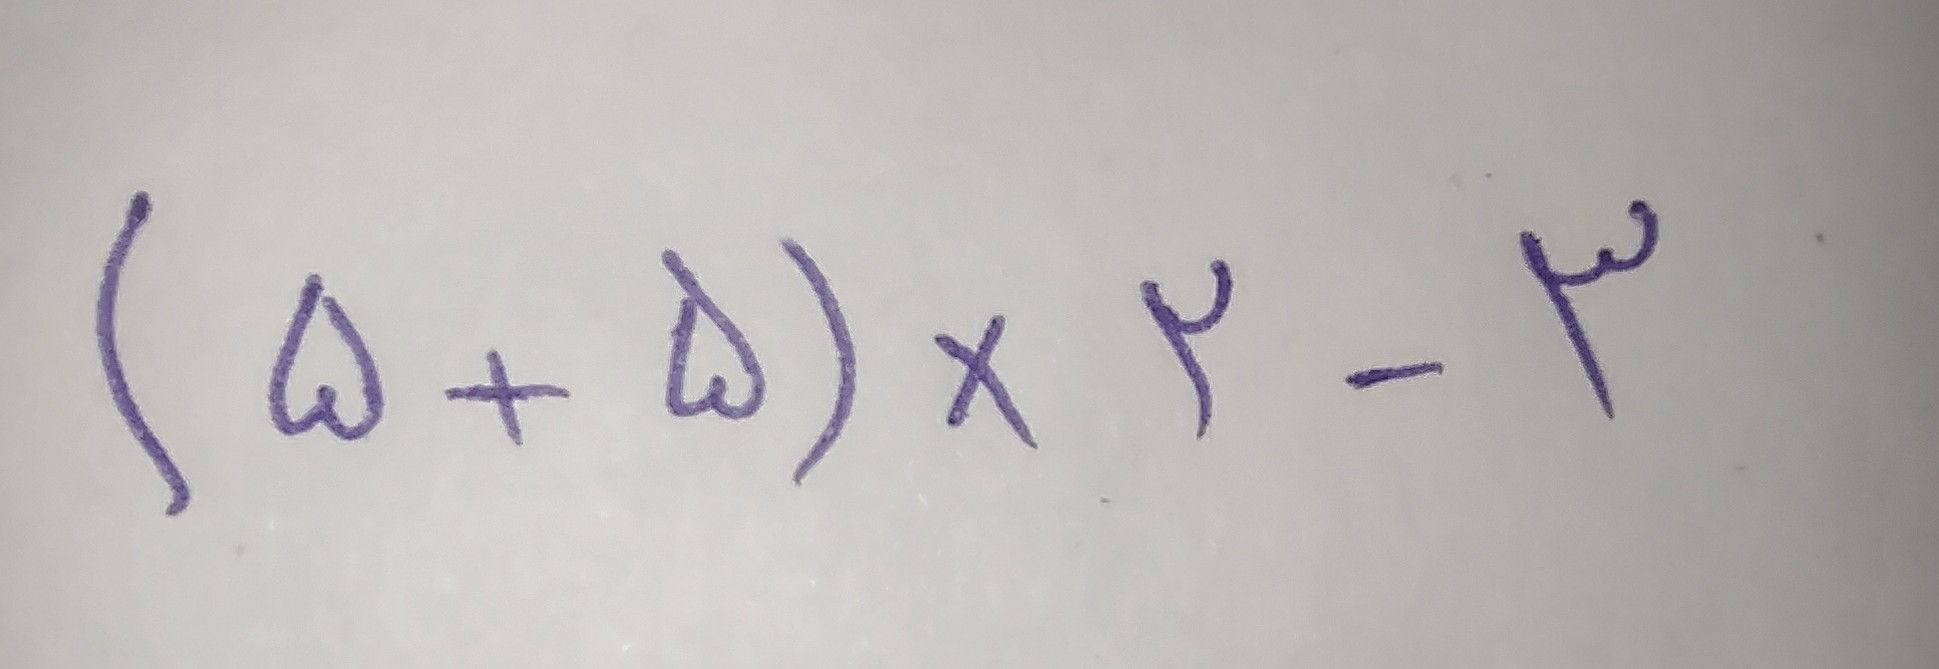 (۵ + ۵) × ۲ - ۳